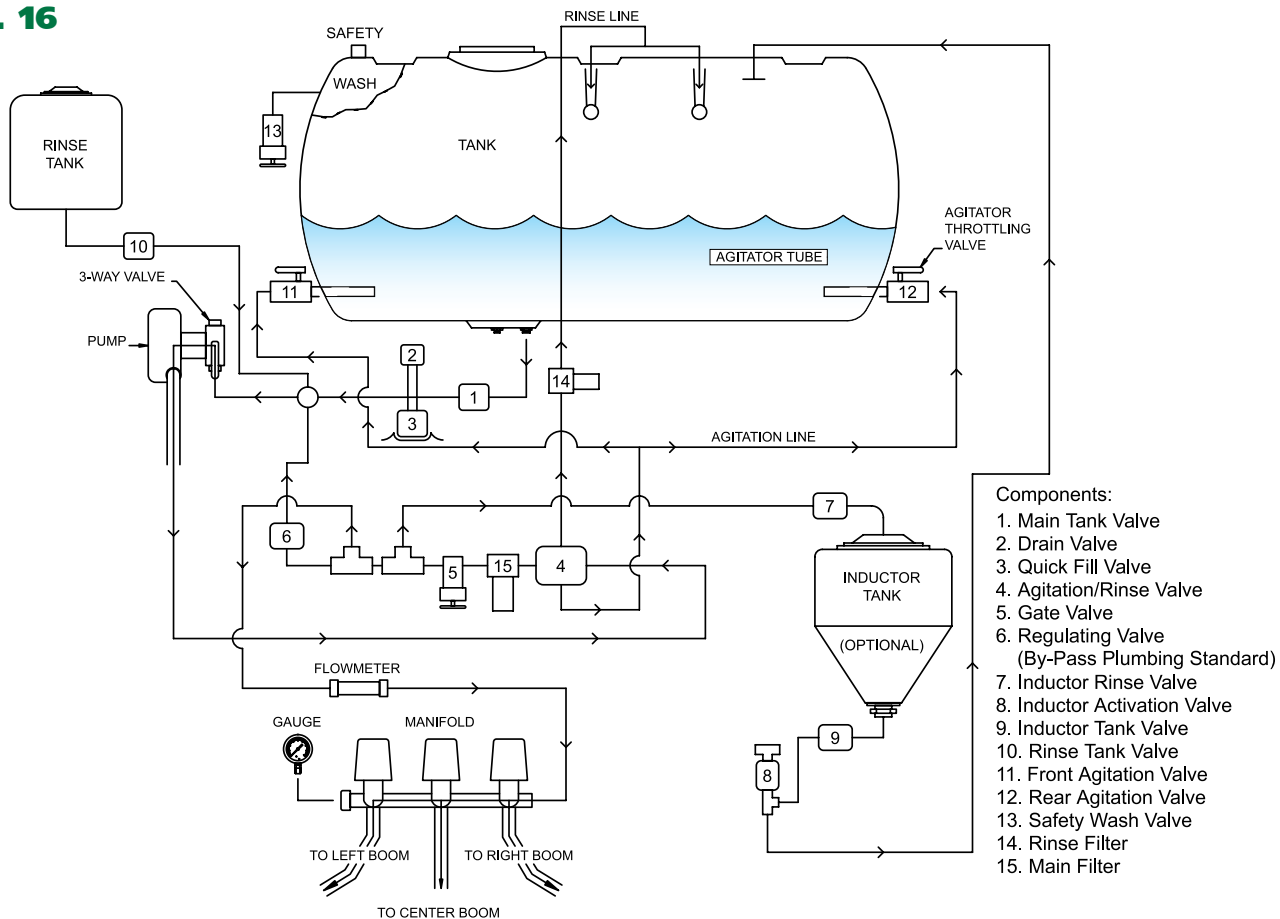 . 16
RINSE LINE
SAFETY
WASH
13
RINSE
TANK
TANK
10
AGITATOR
THROTTLING
VALVE
AGITATOR TUBE
3-WAY VALVE
11
12
PUMP
2
14
1
3
AGITATION LINE
7
6
5
15
4
INDUCTOR
TANK
(OPTIONAL)
FLOWMETER
GAUGE
MANIFOLD
9
8
TO LEFT BOOM
TO RIGHT BOOM
TO CENTER BOOM
Components:
1. Main Tank Valve
2. Drain Valve
3. Quick Fill Valve
4. Agitation/Rinse Valve
5. Gate Valve
6. Regulating Valve
(By-Pass Plumbing Standard)
7. Inductor Rinse Valve
8. Inductor Activation Valve
9. Inductor Tank Valve
10. Rinse Tank Valve
11. Front Agitation Valve
12. Rear Agitation Valve
13. Safety Wash Valve
14. Rinse Filter
15. Main Filter